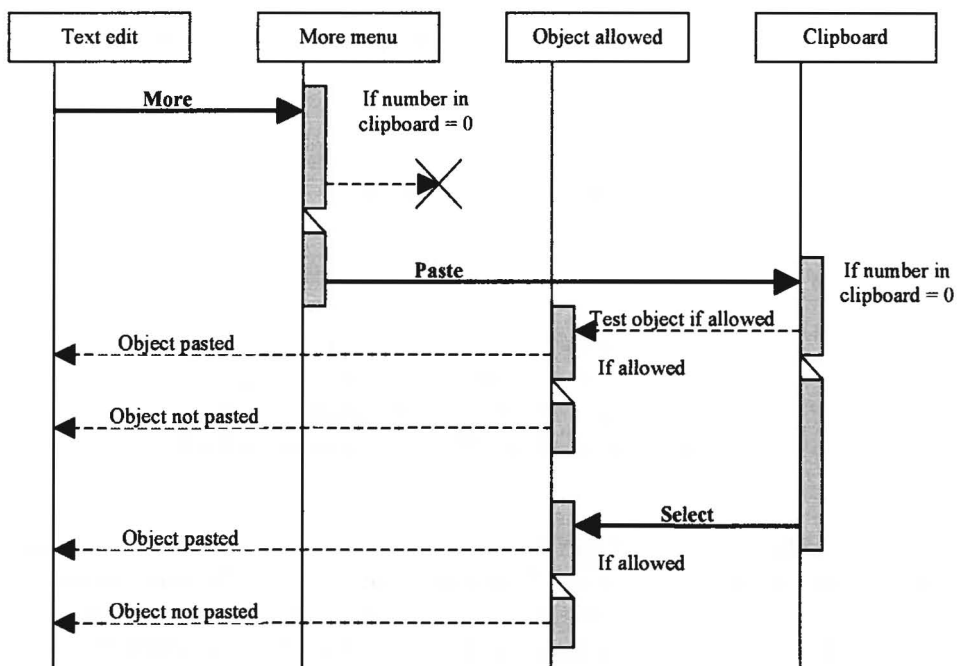 Text edit
More menu
Object allowed
Clipboard
More
If number in
clipboard = 0
Paste
If number in
clipboard = 0
Test object if allowed
Object pasted
If allowed
Object not pasted
Select
Object pasted
If allowed
Object not pasted